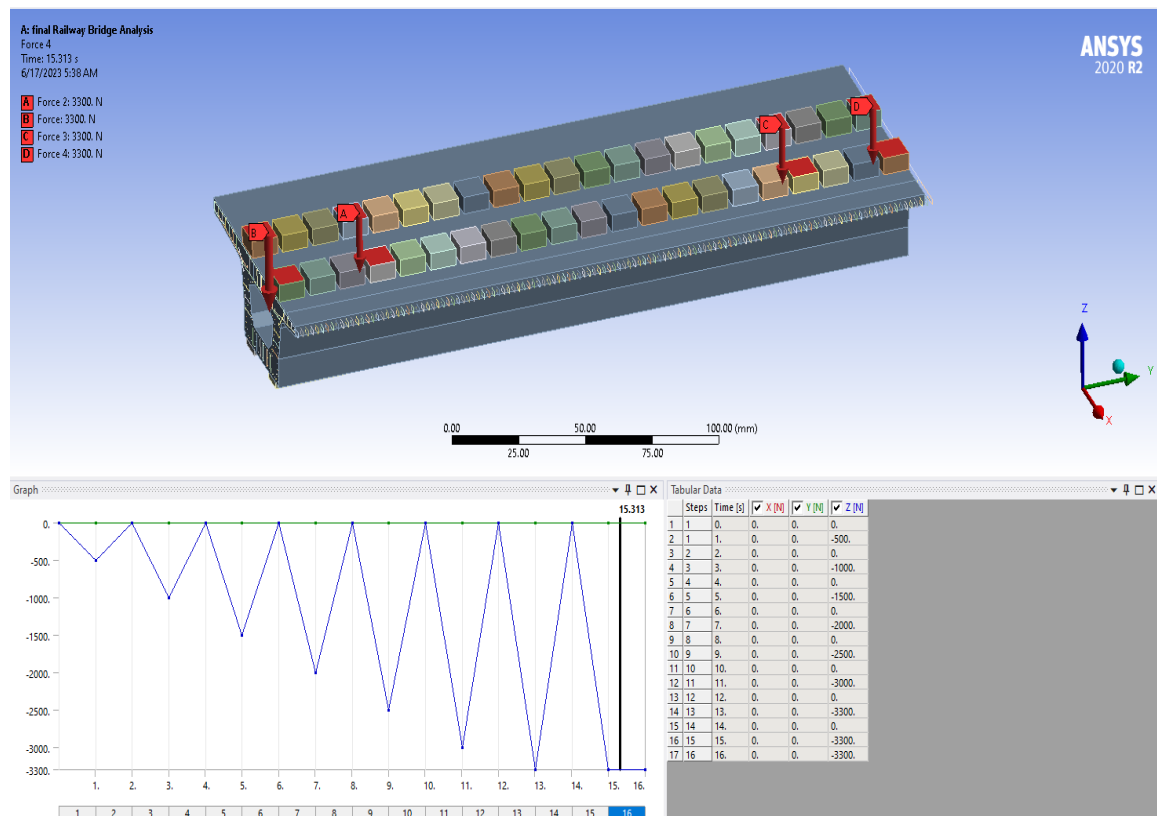 A: final Railway Bridge Analysis
Force 4
Time: 15.313 s
6/17/2023 5:38 AM
A Force 2: 3300. N
B Force: 3300. N
C Force 3: 3300. N
D Force 4: 3300. N
ANSYS
2020 R2
B
A
C
D
Z
Y
X
0.00 50.00 100.00 (mm)
25.00 75.00
Graph
15.313
0.
-500.
-1000.
-1500.
-2000.
-2500.
-3000.
-3300.
1. 2. 3. 4. 5. 6. 7. 8. 9. 10. 11. 12. 13. 14. 15. 16.
1 2 3 4 5 6 7 8 9 10 11 12 13 14 15 16
Tabular Data
Steps Time [s] X [N] Y [N] Z [N]
1 1 0. 0. 0. 0.
2 1 1. 0. 0. -500.
3 2 2. 0. 0. 0.
4 3 3. 0. 0. -1000.
5 4 4. 0. 0. 0.
6 5 5. 0. 0. -1500.
7 6 6. 0. 0. 0.
8 7 7. 0. 0. -2000.
9 8 8. 0. 0. 0.
10 9 9. 0. 0. -2500.
11 10 10. 0. 0. 0.
12 11 11. 0. 0. -3000.
13 12 12. 0. 0. 0.
14 13 13. 0. 0. -3300.
15 14 14. 0. 0. 0.
16 15 15. 0. 0. -3300.
17 16 16. 0. 0. -3300.